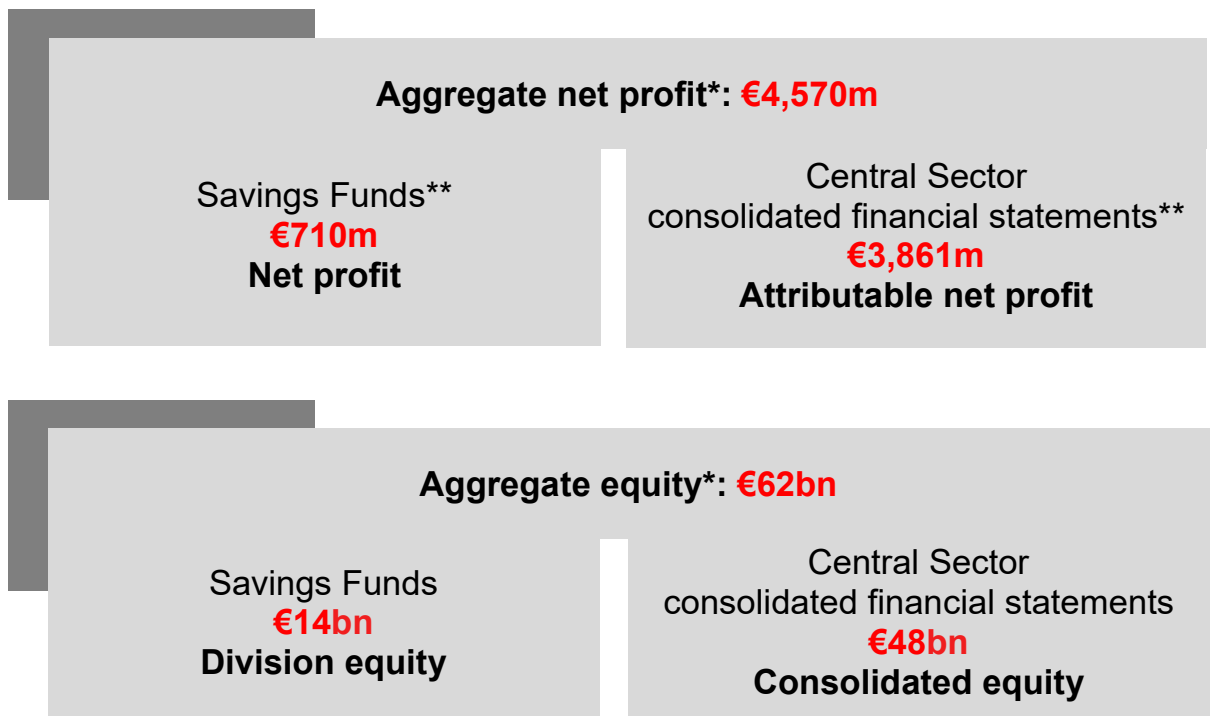 Aggregate net profit*: €4,570m
Savings Funds**
€710m
Net profit
Central Sector
consolidated financial statements**
€3,861m
Attributable net profit
Aggregate equity*: €62bn
Savings Funds
€14bn
Division equity
Central Sector
consolidated financial statements
€48bn
Consolidated equity